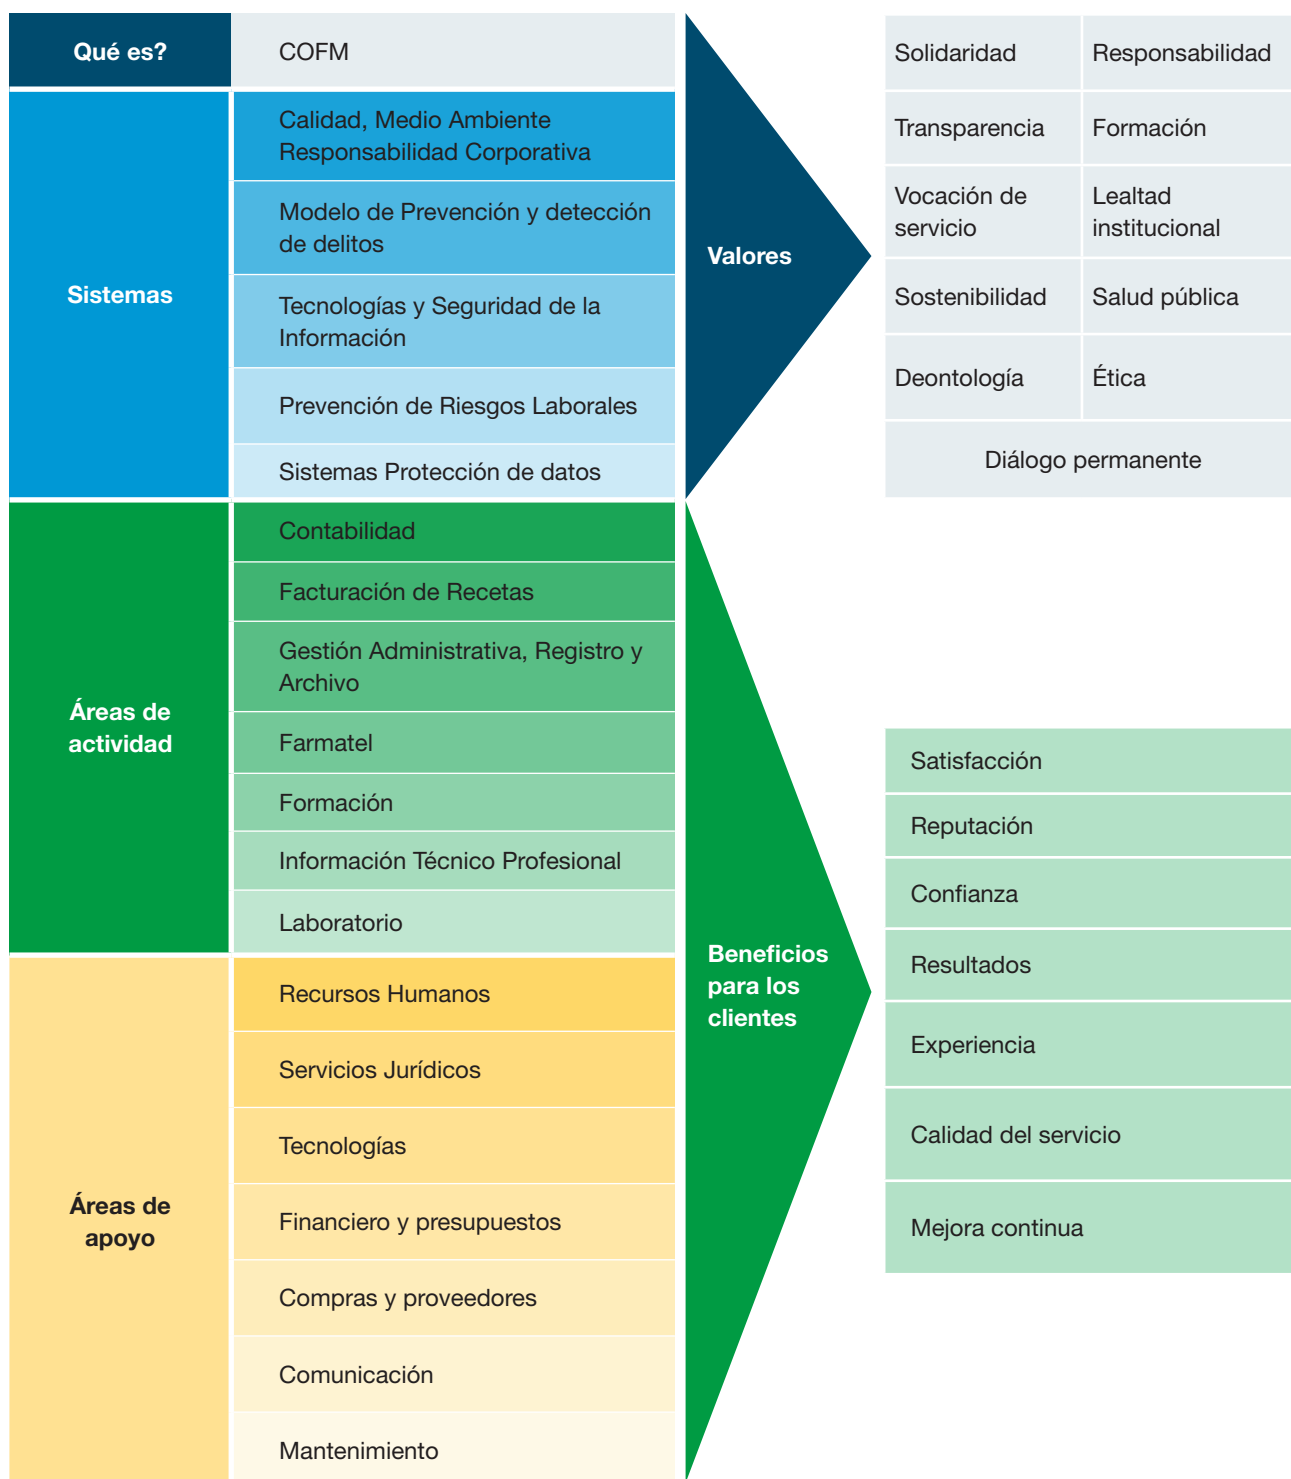 Qué es?
COFM
Sistemas
Calidad, Medio Ambiente
Responsabilidad Corporativa
Modelo de Prevención y detección
de delitos
Tecnologías y Seguridad de la
Información
Prevención de Riesgos Laborales
Sistemas Protección de datos
Áreas de
actividad
Contabilidad
Facturación de Recetas
Gestión Administrativa, Registro y
Archivo
Farmatel
Formación
Información Técnico Profesional
Laboratorio
Áreas de
apoyo
Recursos Humanos
Servicios Jurídicos
Tecnologías
Financiero y presupuestos
Compras y proveedores
Comunicación
Mantenimiento
Valores
Solidaridad
Responsabilidad
Transparencia
Formación
Vocación de
servicio
Lealtad
institucional
Sostenibilidad
Salud pública
Deontología
Ética
Diálogo permanente
Beneficios
para los
clientes
Satisfacción
Reputación
Confianza
Resultados
Experiencia
Calidad del servicio
Mejora continua